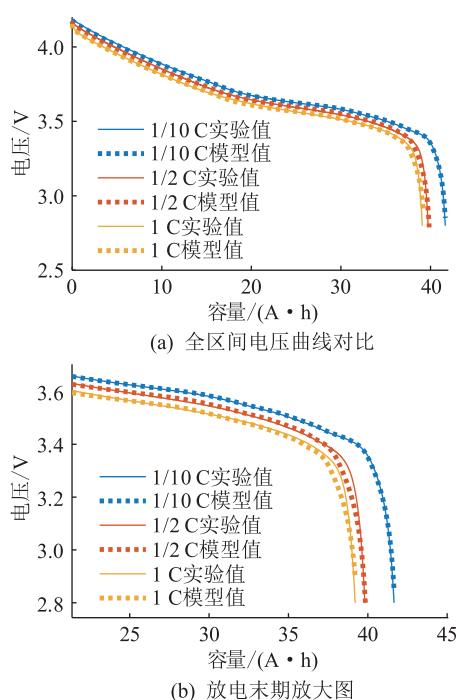 4.0
3.5
3.0
2.5
电压/V
1/10 C实验值
1/10 C模型值
1/2 C实验值
1/2 C模型值
1 C实验值
1 C模型值
0 10 20 30 40
容量/(A·h)
(a) 全区间电压曲线对比
3.6
3.4
3.2
3.0
2.8
电压/V
1/10 C实验值
1/10 C模型值
1/2 C实验值
1/2 C模型值
1 C实验值
1 C模型值
25 30 35 40 45
容量/(A·h)
(b) 放电末期放大图